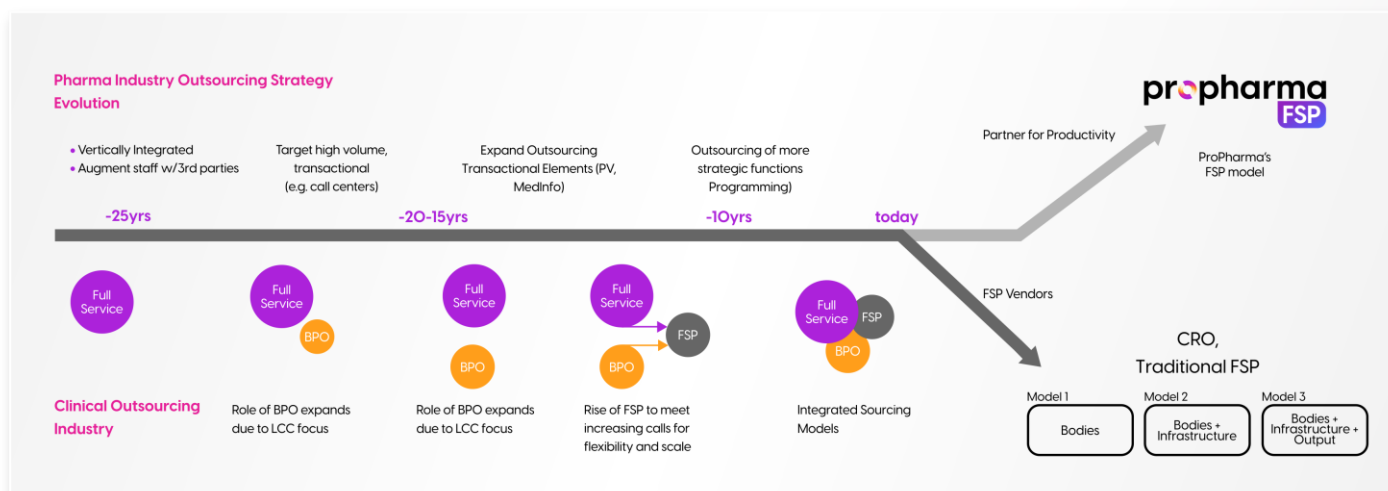 Pharma Industry Outsourcing Strategy
Evolution
• Vertically Integrated
• Augment staff w/3rd parties
Target high volume,
transactional
(e.g. call centers)
Expand Outsourcing
Transactional Elements (PV,
MedInfo)
Outsourcing of more
strategic functions
Programming)
Partner for Productivity
propharma
FSP
ProPharma's
FSP model
-25yrs
-20-15yrs
-10yrs
today
Full
Service
Full
Service
BPO
Full
Service
BPO
Full
Service
BPO
FSP
Full
Service
FSP
BPO
FSP Vendors
CRO,
Traditional FSP
Clinical Outsourcing
Industry
Role of BPO expands
due to LCC focus
Role of BPO expands
due to LCC focus
Rise of FSP to meet
increasing calls for
flexibility and scale
Integrated Sourcing
Models
Model 1
Bodies
Model 2
Bodies +
Infrastructure
Model 3
Bodies +
Infrastructure +
Output